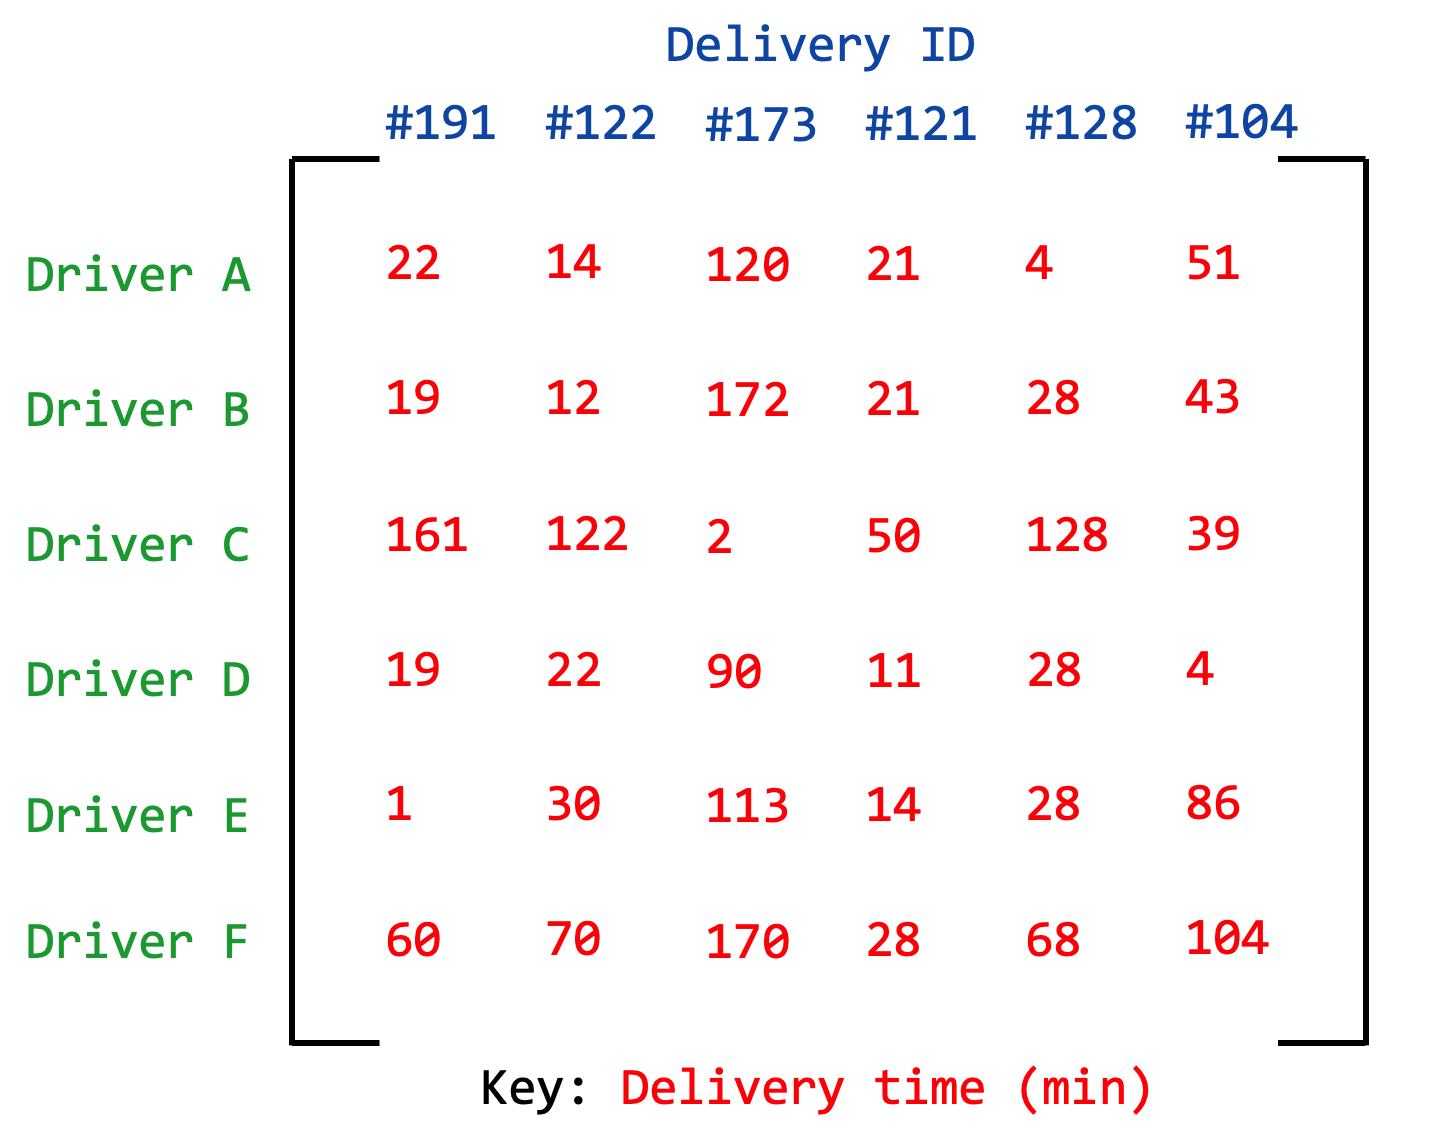 Delivery ID
#191 #122 #173 #121 #128 #104
Driver A 22 14 120 21 4 51
Driver B 19 12 172 21 28 43
Driver C 161 122 2 50 128 39
Driver D 19 22 90 11 28 4
Driver E 1 30 113 14 28 86
Driver F 60 70 170 28 68 104
Key: Delivery time (min)